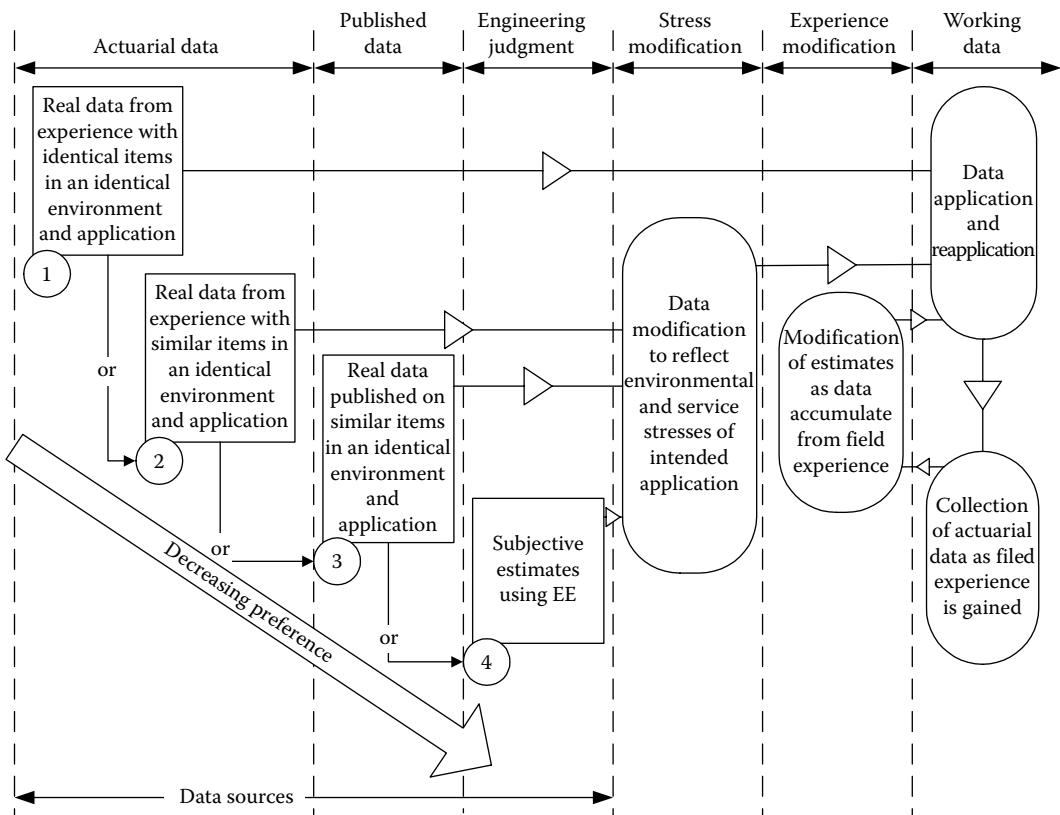 Actuarial data
Published
data
Engineering
judgment
Stress
modification
Experience
modification
Working
data
Real data from
experience with
identical items
in an identical
environment
and application
1
or
Real data from
experience with
similar items in
an identical
environment
and application
2
or
Real data
published on
similar items
in an identical
environment
and
application
3
or
Subjective
estimates
using EE
4
Data
modification
to reflect
environmental
and service
stresses of
intended
application
Modification
of estimates
as data
accumulate
from field
experience
Data
application
and
reapplication
Collection
of actuarial
data as filed
experience
is gained
Decreasing preference
Data sources